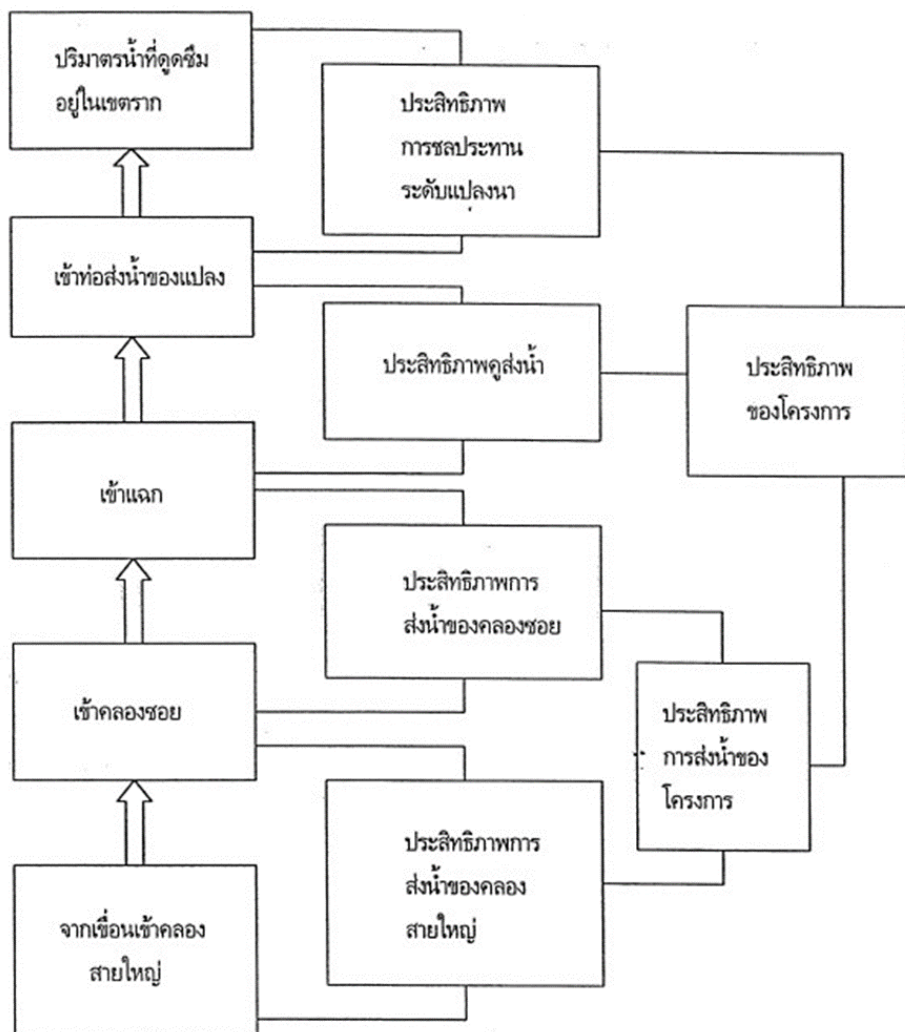 ปริมาตรน้ำที่ดูดซึม
อยู่ในเขตราก
ประสิทธิภาพ
การชลประทาน
ระดับแปลงนา
เข้าท่อส่งน้ำของแปลง
ประสิทธิภาพคูส่งน้ำ
ประสิทธิภาพ
ของโครงการ
เข้าแฉก
ประสิทธิภาพการ
ส่งน้ำของคลองซอย
เข้าคลองซอย
ประสิทธิภาพ
การส่งน้ำของ
โครงการ
ประสิทธิภาพการ
ส่งน้ำของคลอง
สายใหญ่
จากเขื่อนเข้าคลอง
สายใหญ่